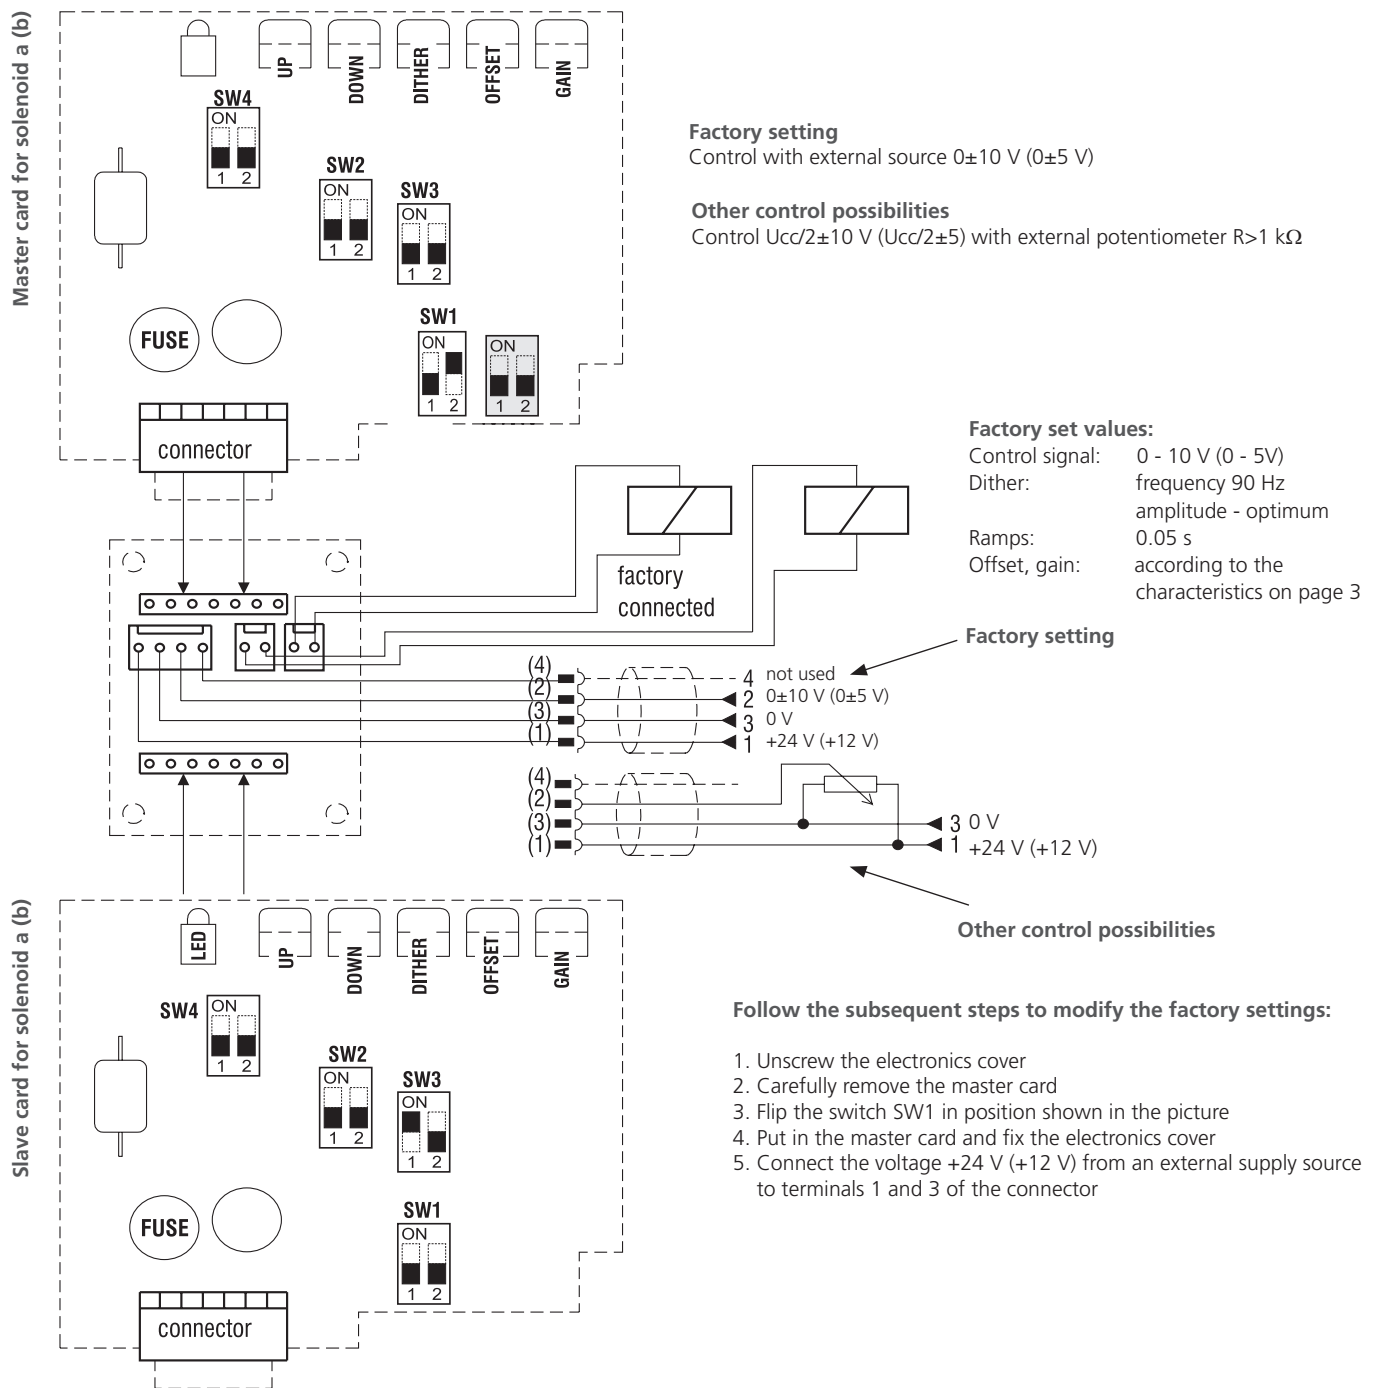 Master card for solenoid a (b)
UP
DOWN
DITHER
OFFSET
GAIN
SW4
ON
1 2
SW2
ON
1 2
SW3
ON
1 2
SW1
ON
1 2
ON
1 2
FUSE
connector
Factory setting
Control with external source 0±10 V (0±5 V)
Other control possibilities
Control Ucc/2±10 V (Ucc/2±5) with external potentiometer R>1 kΩ
Factory set values:
Control signal: 0 - 10 V (0 - 5V)
Dither: frequency 90 Hz
amplitude - optimum
Ramps: 0.05 s
Offset, gain: according to the
characteristics on page 3
factory
connected
Factory setting
(4) 4 not used
(2) 2 0±10 V (0±5 V)
(3) 3 0 V
(1) 1 +24 V (+12 V)
(4)
(2)
(3) 3 0 V
(1) 1 +24 V (+12 V)
Other control possibilities
Slave card for solenoid a (b)
LED
UP
DOWN
DITHER
OFFSET
GAIN
SW4
ON
1 2
SW2
ON
1 2
SW3
ON
1 2
SW1
ON
1 2
FUSE
connector
Follow the subsequent steps to modify the factory settings:
1. Unscrew the electronics cover
2. Carefully remove the master card
3. Flip the switch SW1 in position shown in the picture
4. Put in the master card and fix the electronics cover
5. Connect the voltage +24 V (+12 V) from an external supply source
to terminals 1 and 3 of the connector